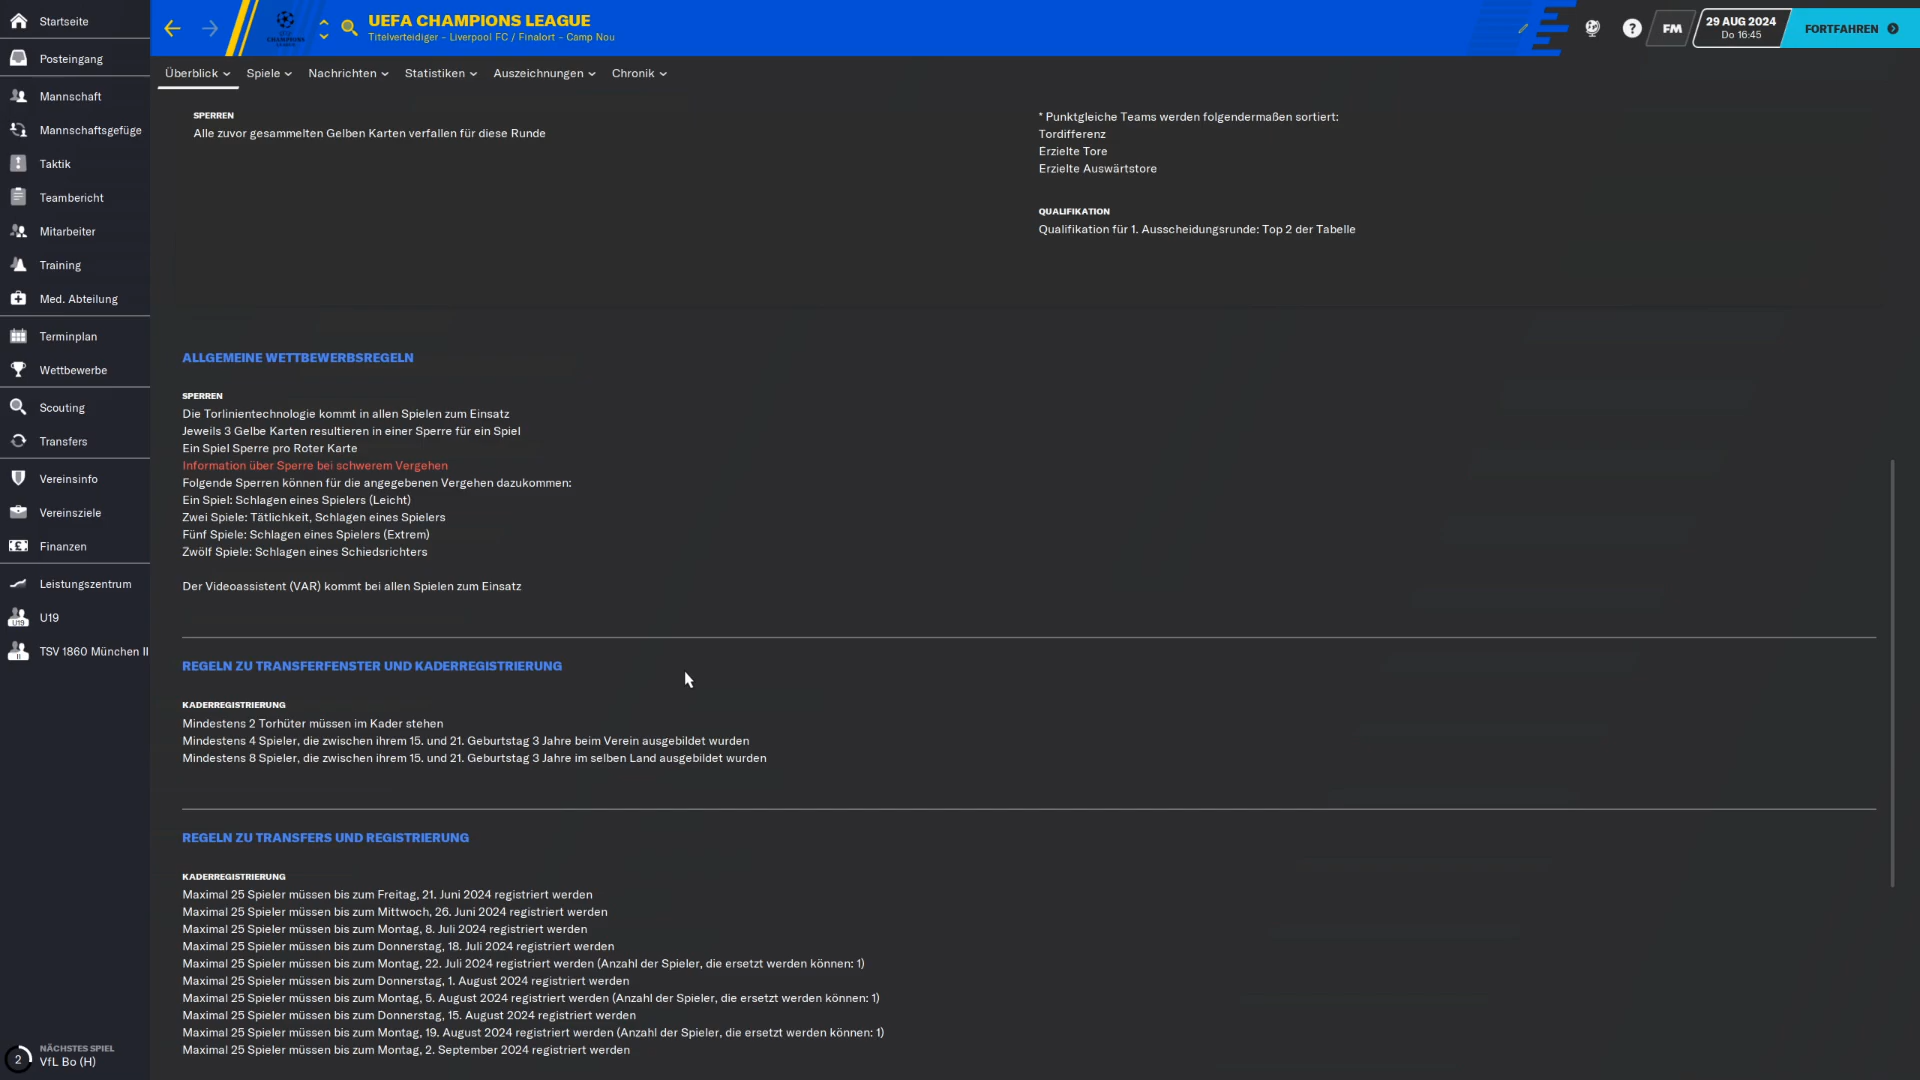 Startseite
Posteingang
Mannschaft
Mannschaftsgefüge
Taktik
Teambericht
Mitarbeiter
Training
Med. Abteilung
Terminplan
Wettbewerbe
Scouting
Transfers
Vereinsinfo
Vereinsziele
Finanzen
Leistungszentrum
U19
TSV 1860 München II
2
NÄCHSTES SPIEL
VfL Bo (H)
UEFA CHAMPIONS LEAGUE
Titelverteidiger – Liverpool FC / Finalort – Camp Nou
?
FM
29 AUG 2024
Do 16:45
FORTFAHREN
Überblick
Spiele
Nachrichten
Statistiken
Auszeichnungen
Chronik
SPERREN
Alle zuvor gesammelten Gelben Karten verfallen für diese Runde
* Punktgleiche Teams werden folgendermaßen sortiert:
Tordifferenz
Erzielte Tore
Erzielte Auswärtstore
QUALIFIKATION
Qualifikation für 1. Ausscheidungsrunde: Top 2 der Tabelle
ALLGEMEINE WETTBEWERBSREGELN
SPERREN
Die Torlinientechnologie kommt in allen Spielen zum Einsatz
Jeweils 3 Gelbe Karten resultieren in einer Sperre für ein Spiel
Ein Spiel Sperre pro Roter Karte
Information über Sperre bei schwerem Vergehen
Folgende Sperren können für die angegebenen Vergehen dazukommen:
Ein Spiel: Schlagen eines Spielers (Leicht)
Zwei Spiele: Tätlichkeit, Schlagen eines Spielers
Fünf Spiele: Schlagen eines Spielers (Extrem)
Zwölf Spiele: Schlagen eines Schiedsrichters
Der Videoassistent (VAR) kommt bei allen Spielen zum Einsatz
REGELN ZU TRANSFERFENSTER UND KADERREGISTRIERUNG
KADERREGISTRIERUNG
Mindestens 2 Torhüter müssen im Kader stehen
Mindestens 4 Spieler, die zwischen ihrem 15. und 21. Geburtstag 3 Jahre beim Verein ausgebildet wurden
Mindestens 8 Spieler, die zwischen ihrem 15. und 21. Geburtstag 3 Jahre im selben Land ausgebildet wurden
REGELN ZU TRANSFERS UND REGISTRIERUNG
KADERREGISTRIERUNG
Maximal 25 Spieler müssen bis zum Freitag, 21. Juni 2024 registriert werden
Maximal 25 Spieler müssen bis zum Mittwoch, 26. Juni 2024 registriert werden
Maximal 25 Spieler müssen bis zum Montag, 8. Juli 2024 registriert werden
Maximal 25 Spieler müssen bis zum Donnerstag, 18. Juli 2024 registriert werden
Maximal 25 Spieler müssen bis zum Montag, 22. Juli 2024 registriert werden (Anzahl der Spieler, die ersetzt werden können: 1)
Maximal 25 Spieler müssen bis zum Donnerstag, 1. August 2024 registriert werden
Maximal 25 Spieler müssen bis zum Montag, 5. August 2024 registriert werden (Anzahl der Spieler, die ersetzt werden können: 1)
Maximal 25 Spieler müssen bis zum Donnerstag, 15. August 2024 registriert werden
Maximal 25 Spieler müssen bis zum Montag, 19. August 2024 registriert werden (Anzahl der Spieler, die ersetzt werden können: 1)
Maximal 25 Spieler müssen bis zum Montag, 2. September 2024 registriert werden